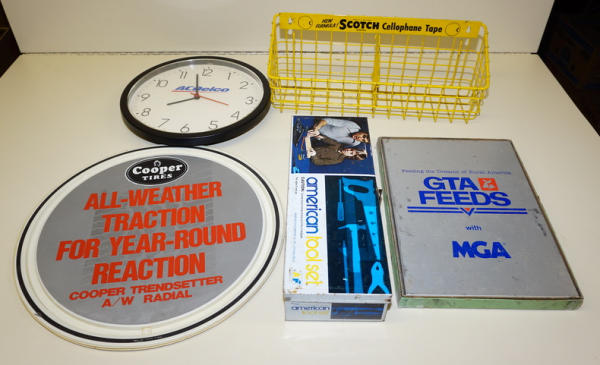 NEW FORMULA! SCOTCH Cellophane Tape
12
1
2
3
4
5
6
7
8
9
10
11
ACDelco
Cooper
TIRES
ALL-WEATHER
TRACTION
FOR YEAR-ROUND
REACTION
COOPER TRENDSETTER
A/W RADIAL
american tool set
american
Feeding the Dreams of Rural America
GTA
FEEDS
with
MGA